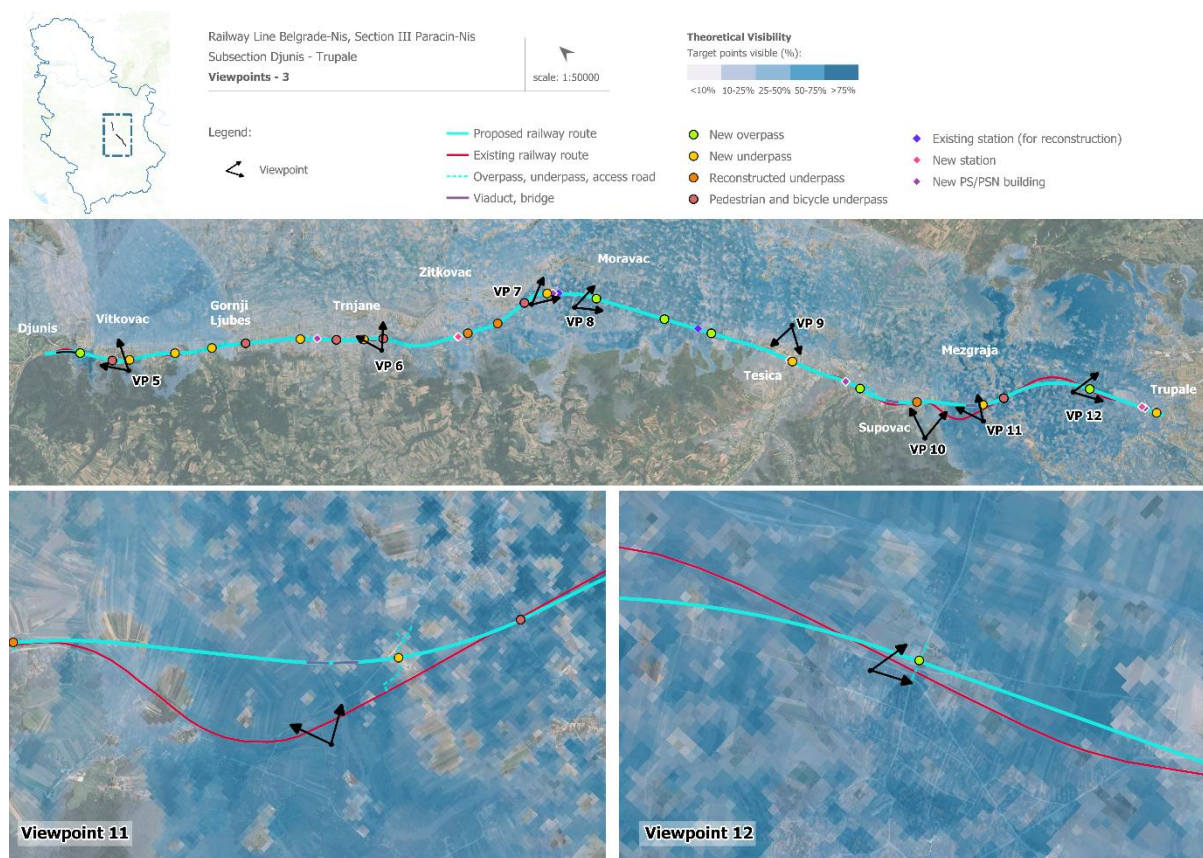 Railway Line Belgrade-Nis, Section III Paracin-Nis
Subsection Djunis - Trupale
Viewpoints - 3
scale: 1:50000
Theoretical Visibility
Target points visible (%):
<10% 10-25% 25-50% 50-75% >75%
Legend:
Viewpoint
Proposed railway route
Existing railway route
Overpass, underpass, access road
Viaduct, bridge
New overpass
New underpass
Reconstructed underpass
Pedestrian and bicycle underpass
Existing station (for reconstruction)
New station
New PS/PSN building
Djunis
Vitkovac
VP 5
Gornji
Ljubes
Trnjane
VP 6
Zitkovac
VP 7
Moravac
VP 8
VP 9
Tesica
Mezgraja
Supovac
VP 10
VP 11
VP 12
Trupale
Viewpoint 11
Viewpoint 12